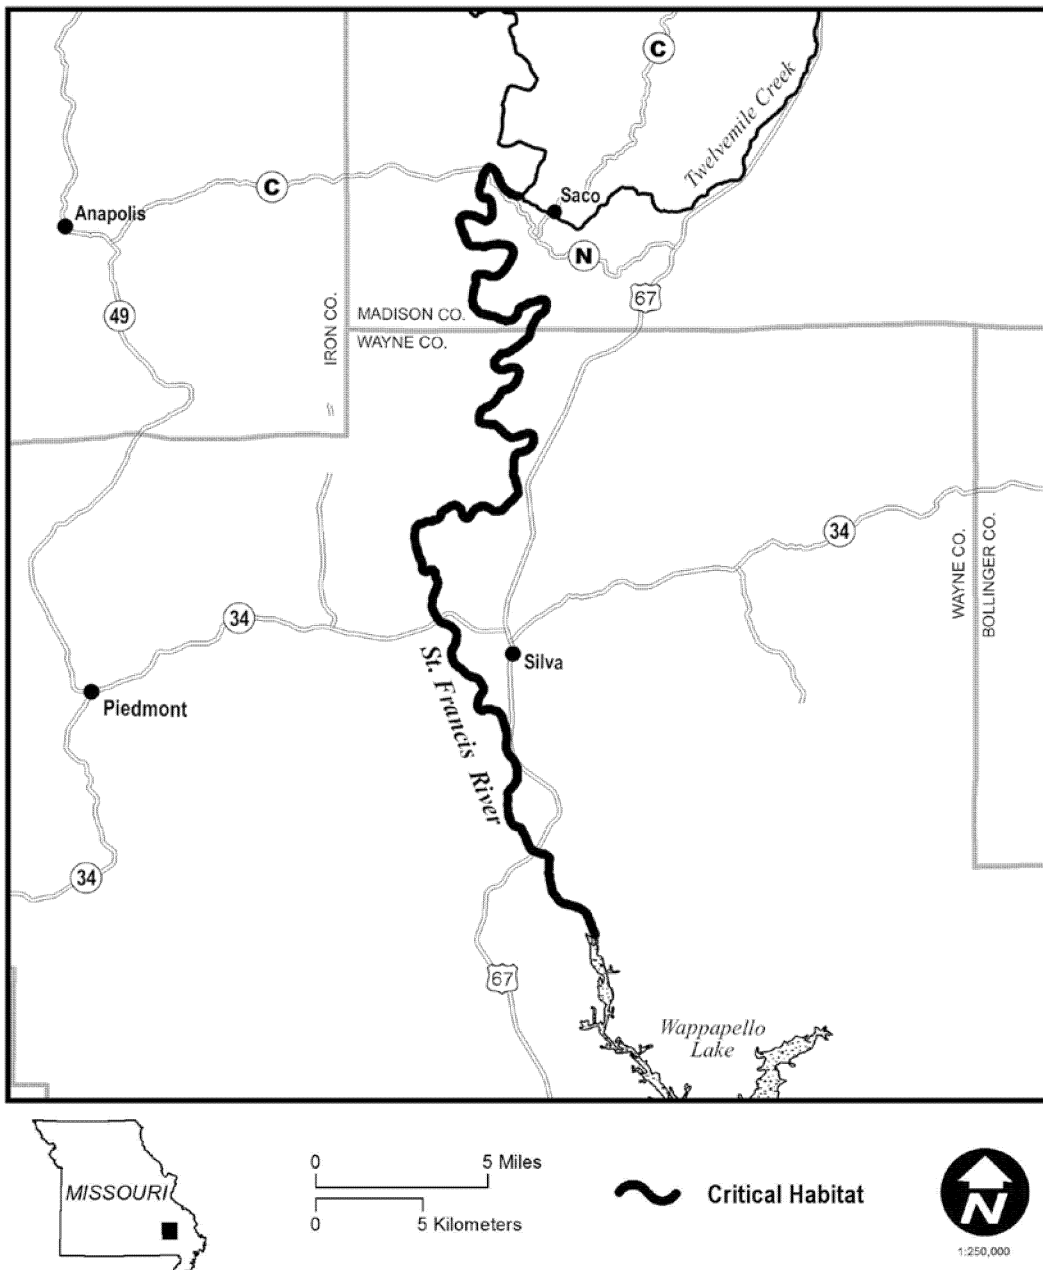 C
Twelvemile Creek
C
Saco
Anapolis
N
67
49
IRON CO.
MADISON CO.
WAYNE CO.
34
WAYNE CO.
BOLLINGER CO.
34
Silva
St. Francis River
Piedmont
34
67
Wappapello
Lake
MISSOURI
0 5 Miles
0 5 Kilometers
Critical Habitat
N
1:250,000